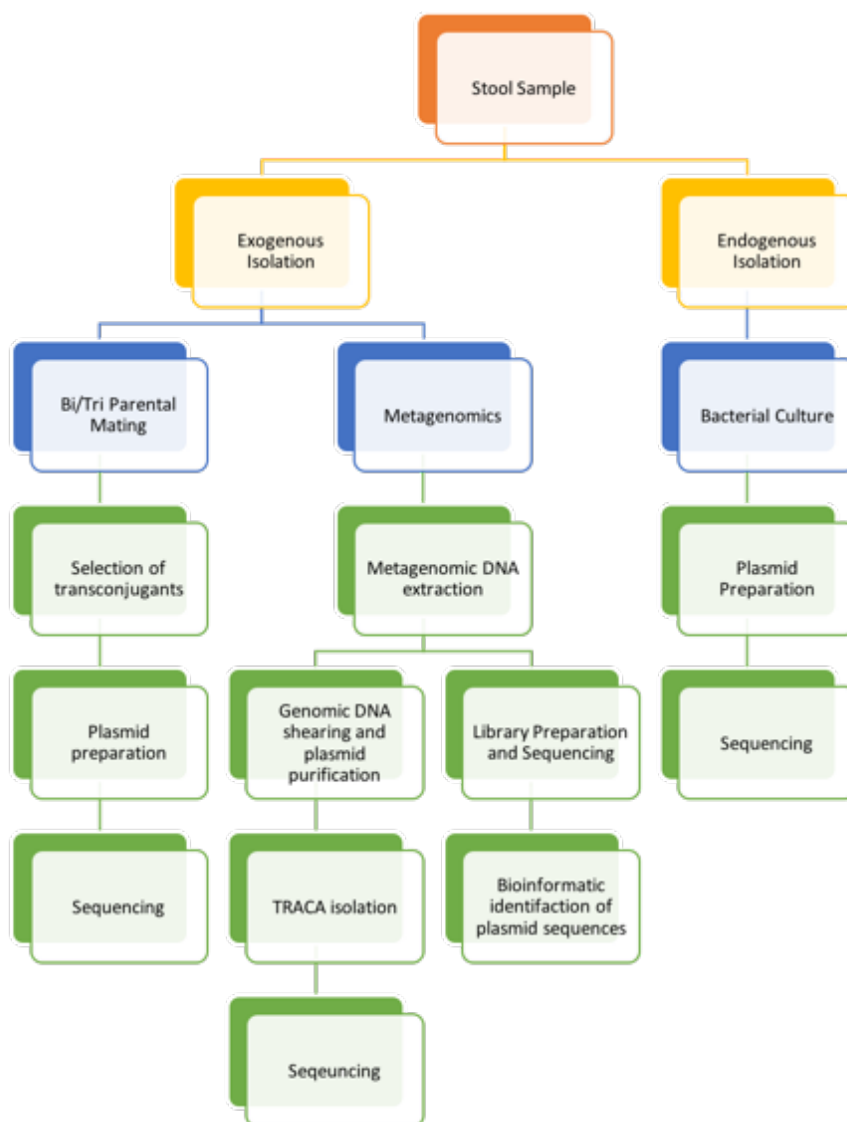 Stool Sample
Exogenous
Isolation
Endogenous
Isolation
Bi/Tri Parental
Mating
Metagenomics
Bacterial Culture
Selection of
transconjugants
Metagenomic DNA
extraction
Plasmid
Preparation
Plasmid
preparation
Genomic DNA
shearing and
plasmid
purification
Library Preparation
and Sequencing
Sequencing
Sequencing
TRACA isolation
Bioinformatic
identifaction of
plasmid sequences
Seqeuncing